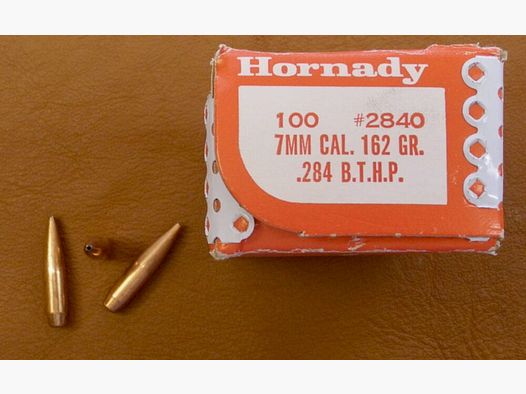 Hornady
100 #2840
7MM CAL. 162 GR.
.284 B.T.H.P.